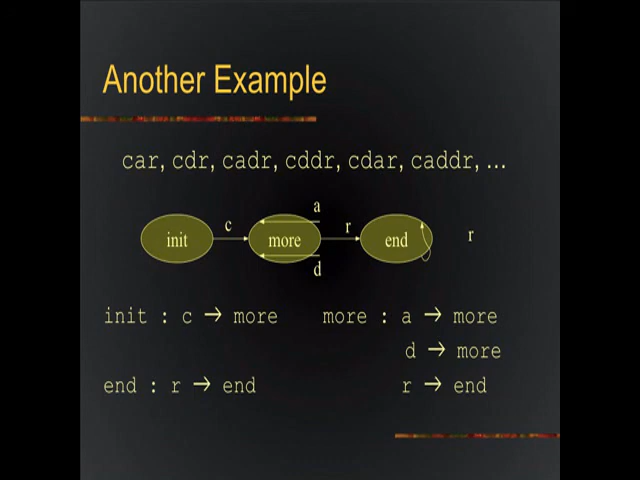 Another Example
car, cdr, cadr, cddr, cdar, caddr, ...
a
c
r
r
init
more
end
d
init : c → more
more : a → more
d → more
end : r → end
r → end